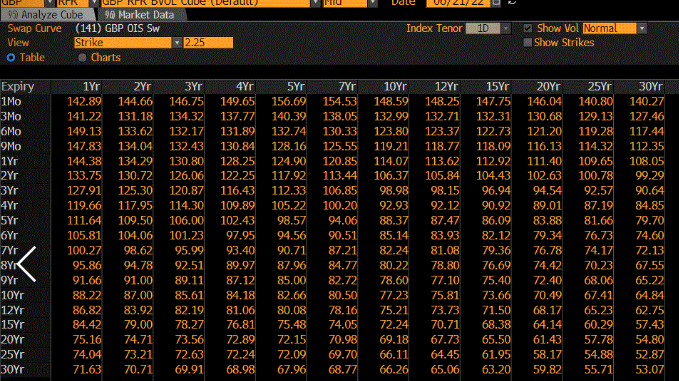 GBP RFR GBP RFR BVOL Cube (Default) Mid Date 06/21/22
90) Analyze Cube 94) Market Data
Swap Curve (141) GBP OIS Sw Index Tenor 1D Show Vol Normal
View Strike 2.25 Show Strikes
Table Charts
Expiry 1Yr 2Yr 3Yr 4Yr 5Yr 7Yr 10Yr 12Yr 15Yr 20Yr 25Yr 30Yr
1Mo 142.89 144.66 146.75 149.65 156.69 154.53 148.59 148.25 147.75 146.04 140.80 140.27
3Mo 141.22 131.18 134.32 137.77 140.39 138.05 132.99 132.71 132.31 130.68 129.13 127.46
6Mo 149.13 133.62 132.17 131.89 132.74 130.33 123.80 123.37 122.73 121.20 119.28 117.44
9Mo 147.83 134.04 132.43 130.84 128.16 125.55 119.21 118.77 118.09 116.13 114.32 112.35
1Yr 144.38 134.29 130.80 128.25 124.90 120.85 114.07 113.62 112.92 111.40 109.65 108.05
2Yr 133.75 130.72 126.06 122.25 117.92 113.44 106.37 105.84 104.43 102.63 100.78 99.29
3Yr 127.91 125.30 120.87 116.43 112.33 106.85 98.98 98.15 96.94 94.54 92.57 90.64
4Yr 119.66 117.95 114.30 109.89 105.22 100.20 92.93 92.12 90.92 89.01 87.19 84.85
5Yr 111.64 109.50 106.00 102.43 98.57 94.06 88.37 87.47 86.09 83.88 81.66 79.70
6Yr 105.81 104.06 101.23 97.95 94.56 90.51 85.14 83.93 82.12 79.34 76.73 74.60
7Yr 100.27 98.62 95.99 93.40 90.71 87.21 82.24 81.08 79.36 76.78 74.17 72.13
8Yr 95.86 94.78 92.51 89.97 87.96 84.77 80.22 78.80 76.69 74.42 70.23 67.55
9Yr 91.66 91.00 89.11 87.12 85.00 82.72 78.60 77.10 75.40 72.40 68.06 65.22
10Yr 88.22 87.00 85.61 84.18 82.66 80.50 77.23 75.81 73.66 70.49 67.41 64.84
12Yr 86.82 83.92 82.19 81.06 80.08 78.16 75.21 73.73 71.50 68.17 65.23 62.75
15Yr 84.42 79.00 78.27 76.81 75.48 74.05 72.24 70.71 68.38 64.14 60.29 57.43
20Yr 75.16 74.71 73.56 72.89 72.15 70.98 69.18 67.73 65.50 61.43 57.78 54.80
25Yr 74.04 73.21 72.63 72.24 72.09 69.70 66.11 64.45 61.95 58.17 54.88 52.87
30Yr 71.63 70.71 69.91 68.98 67.96 68.77 66.26 65.06 63.20 59.82 55.71 53.07